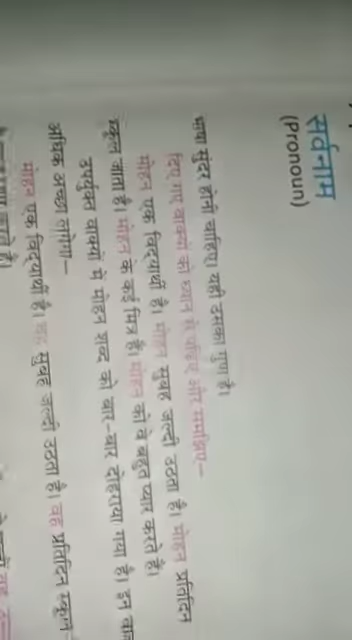 सर्वनाम
(Pronoun)
भाषा सुंदर होनी चाहिए। यही उसका गुण है।
दिए गए वाक्यों को ध्यान से पढ़िए और समझिए—
मोहन एक विद्यार्थी है। मोहन सुबह जल्दी उठता है। मोहन प्रतिदिन
स्कूल जाता है। मोहन के कई मित्र हैं। मोहन को वे बहुत प्यार करते हैं।
उपर्युक्त वाक्यों में मोहन शब्द को बार-बार दोहराया गया है। इन
अधिक अच्छा लगेगा—
मोहन एक विद्यार्थी है। वह सुबह जल्दी उठता है। वह प्रतिदिन स्कूल
करते हैं।